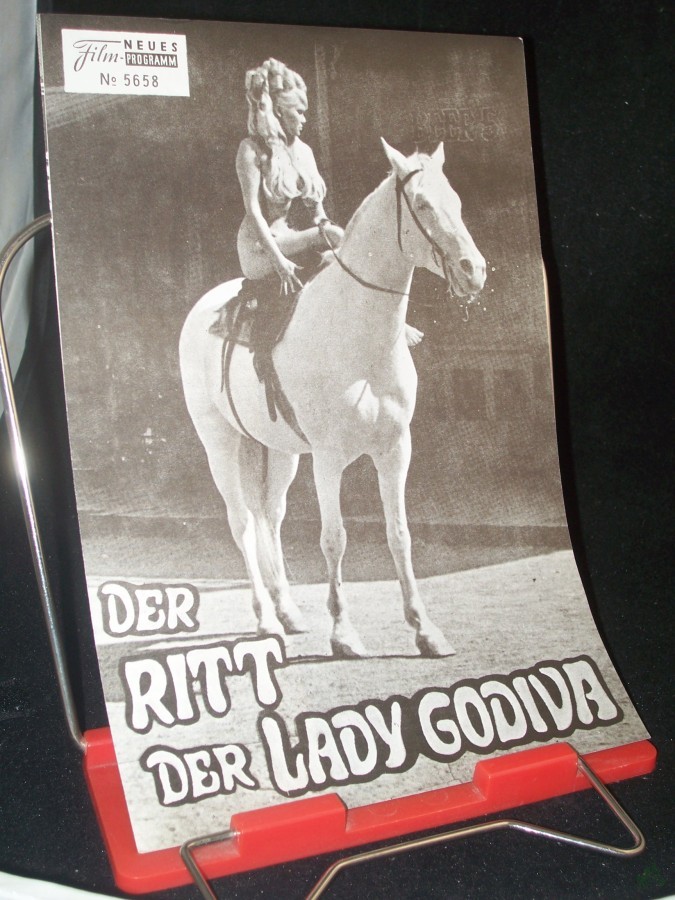 Film-
NEUES
PROGRAMM
No 5658
DER
RITT
DER LADY GODIVA